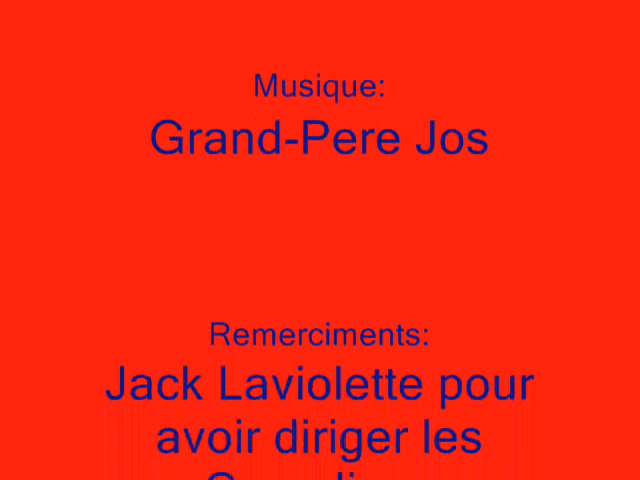 Musique:
Grand-Pere Jos
Remerciments:
Jack Laviolette pour
avoir diriger les